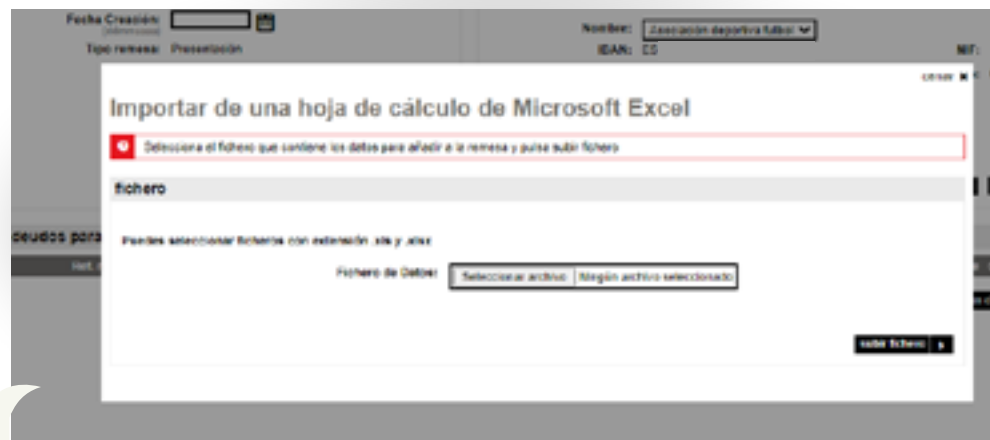 Fecha Creación:
Nombre: Asociación deportiva fútbol
Tipo remesa: Presentación
IBAN: ES
NIF:
cerrar
Importar de una hoja de cálculo de Microsoft Excel
Selecciona el fichero que contiene los datos para añadir a la remesa y pulsa subir fichero
fichero
deudos para
Puedes seleccionar ficheros con extensión .xls y .xlsx
Ref.
Fichero de Datos: Seleccionar archivo Ningún archivo seleccionado
subir fichero